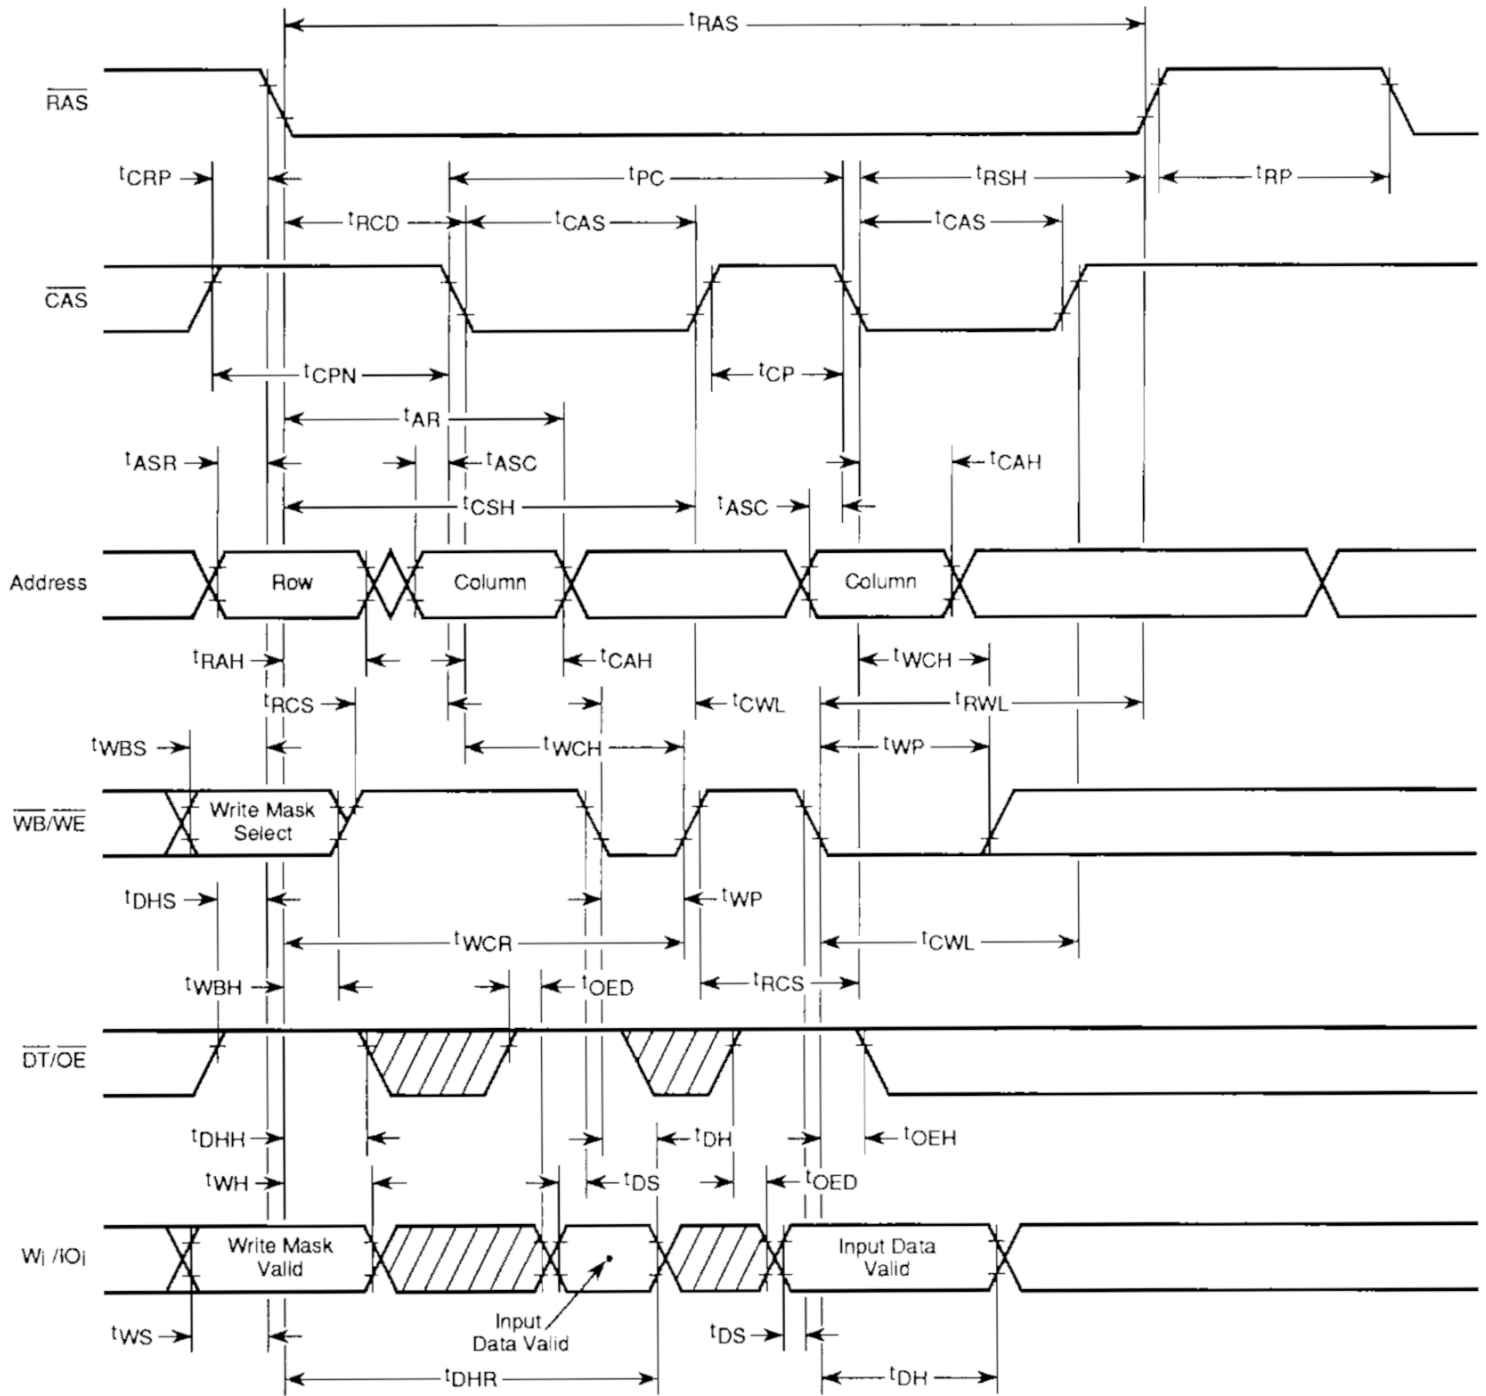 tRAS
RAS
tCRP
tPC
tRSH
tRP
tRCD
tCAS
tCAS
CAS
tCPN
tCP
tAR
tASR
tASC
tCAH
tCSH
tASC
Address
Row
Column
Column
tRAH
tCAH
tWCH
tRCS
tCWL
tRWL
tWBS
tWCH
tWP
WB/WE
Write Mask
Select
tDHS
tWP
tWCR
tCWL
tWBH
tOED
tRCS
DT/OE
tDHH
tDH
tOEH
tWH
tDS
tOED
Wi /IOi
Write Mask
Valid
Input Data
Valid
Input
Data Valid
tWS
tDS
tDHR
tDH